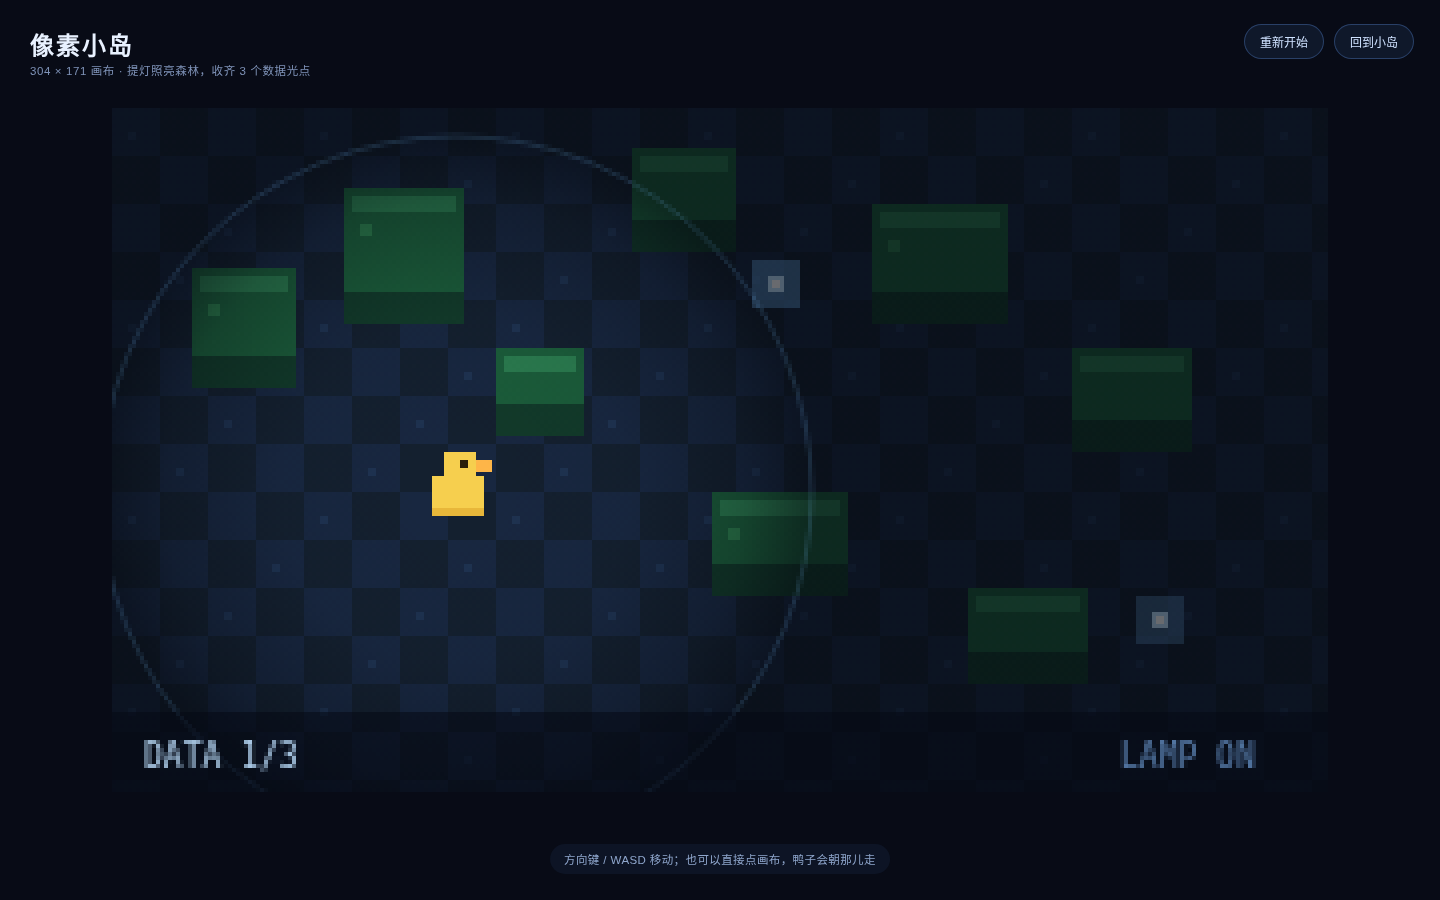 像素小岛
304 × 171 画布 · 提灯照亮森林，收齐 3 个数据光点
重新开始
回到小岛
DATA 1/3
LAMP ON
方向键 / WASD 移动；也可以直接点画布，鸭子会朝那儿走